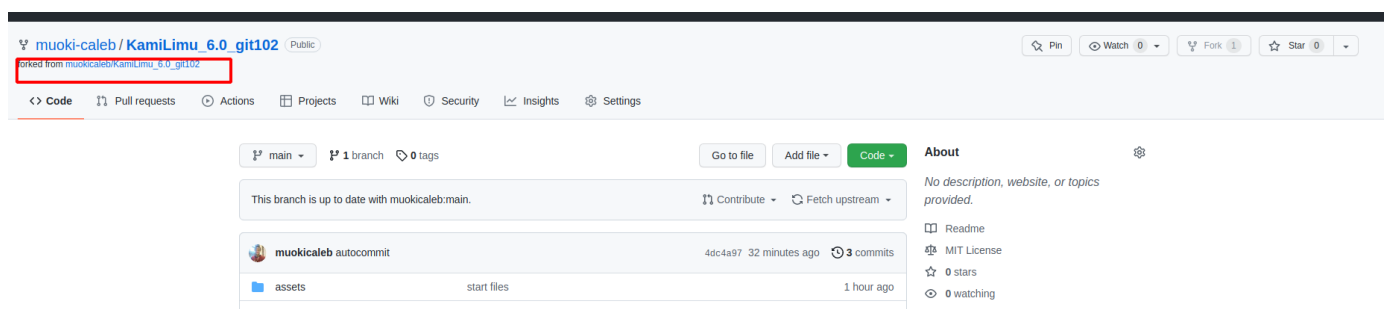 muoki-caleb / KamiLimu_6.0_git102 Public
Pin Watch 0 Fork 1 Star 0
forked from muokicaleb/KamiLimu_6.0_git102
<> Code Pull requests Actions Projects Wiki Security Insights Settings
main 1 branch 0 tags Go to file Add file Code
About
No description, website, or topics
provided.
This branch is up to date with muokicaleb:main. Contribute Fetch upstream
Readme
muokicaleb autocommit 4dc4a97 32 minutes ago 3 commits
MIT License
0 stars
assets start files 1 hour ago
0 watching